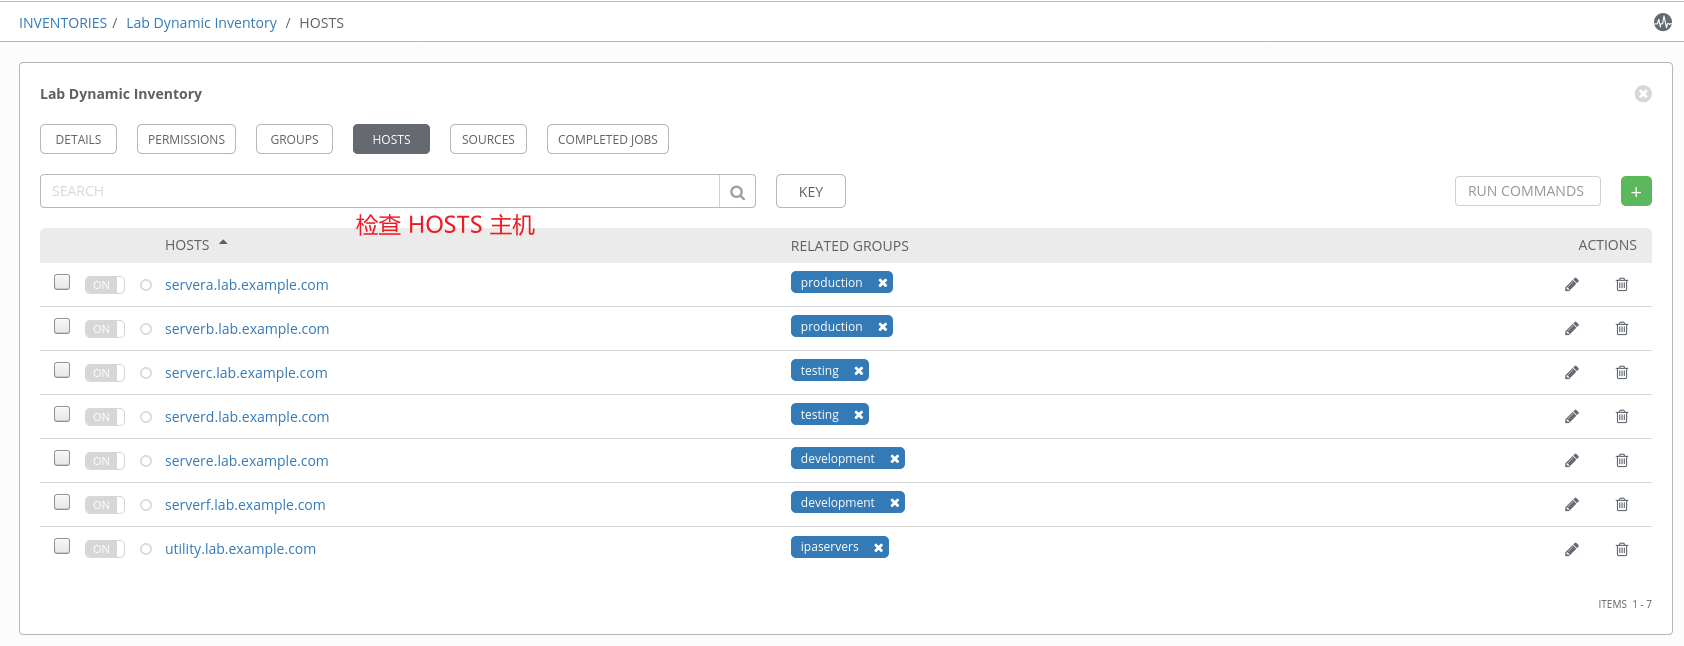 INVENTORIES / Lab Dynamic Inventory / HOSTS
Lab Dynamic Inventory
DETAILS PERMISSIONS GROUPS HOSTS SOURCES COMPLETED JOBS
SEARCH KEY RUN COMMANDS +
检查 HOSTS 主机
HOSTS RELATED GROUPS ACTIONS
ON servera.lab.example.com production
ON serverb.lab.example.com production
ON serverc.lab.example.com testing
ON serverd.lab.example.com testing
ON servere.lab.example.com development
ON serverf.lab.example.com development
ON utility.lab.example.com ipaservers
ITEMS 1 - 7